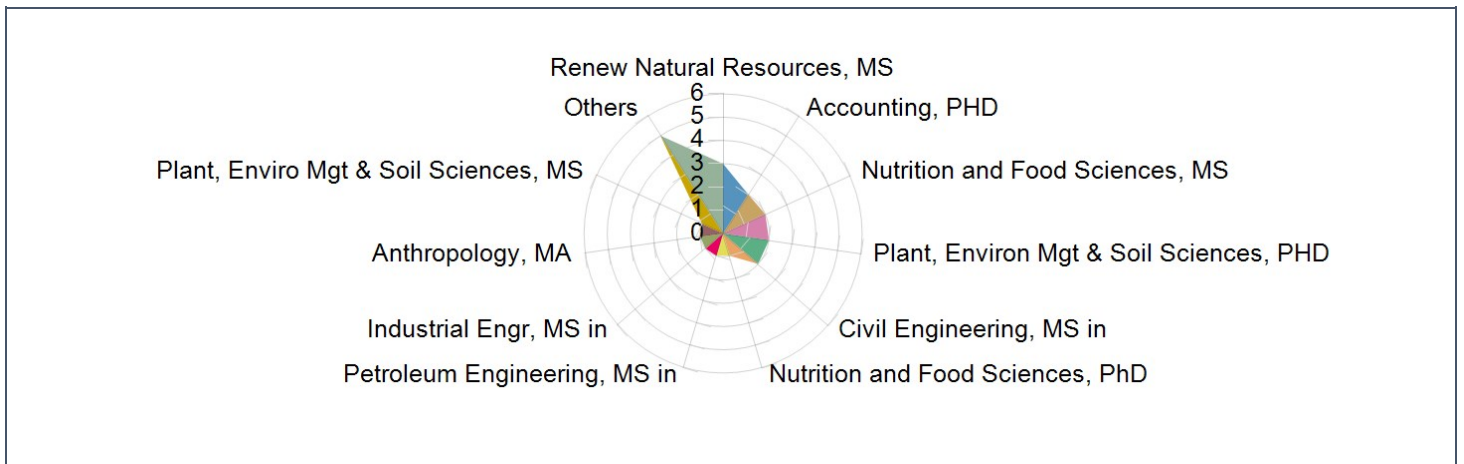 Renew Natural Resources, MS
6
Others
Accounting, PHD
5
4
Plant, Enviro Mgt & Soil Sciences, MS
Nutrition and Food Sciences, MS
3
2
1
0
Anthropology, MA
Plant, Environ Mgt & Soil Sciences, PHD
Industrial Engr, MS in
Civil Engineering, MS in
Petroleum Engineering, MS in
Nutrition and Food Sciences, PhD